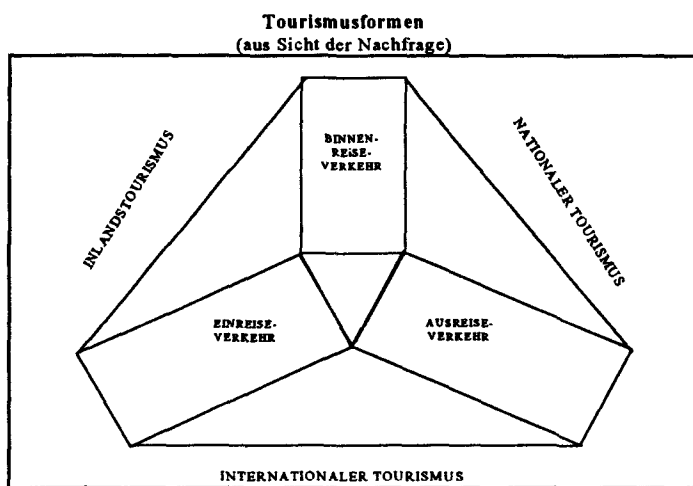 Tourismusformen
(aus Sicht der Nachfrage)
INLANDSTOURISMUS
BINNEN-
REiSE-
VERKEHR
NATIONALER TOURISMUS
EINREISE-
VERKEHR
AUSREISE-
VERKEHR
INTERNATIONALER TOURISMUS